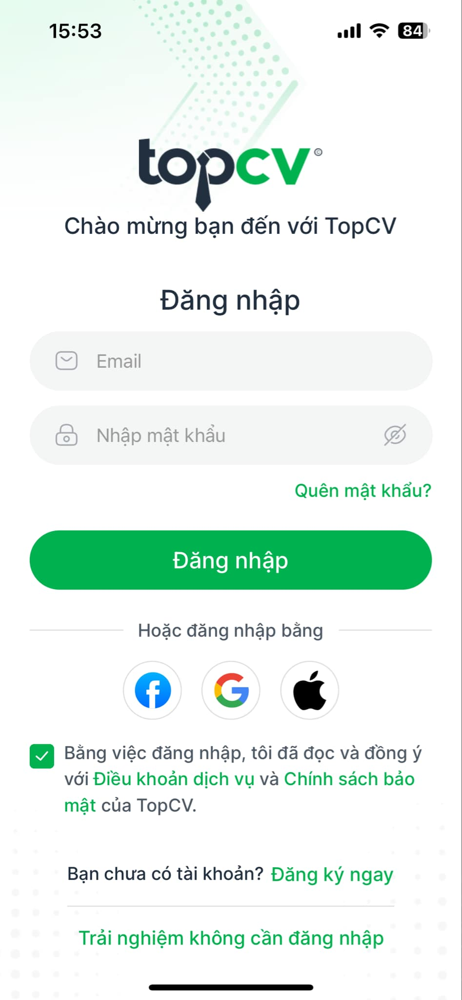 15:53
84
topcv©
Chào mừng bạn đến với TopCV
Đăng nhập
Email
Nhập mật khẩu
Quên mật khẩu?
Đăng nhập
Hoặc đăng nhập bằng
Bằng việc đăng nhập, tôi đã đọc và đồng ý
với Điều khoản dịch vụ và Chính sách bảo
mật của TopCV.
Bạn chưa có tài khoản? Đăng ký ngay
Trải nghiệm không cần đăng nhập